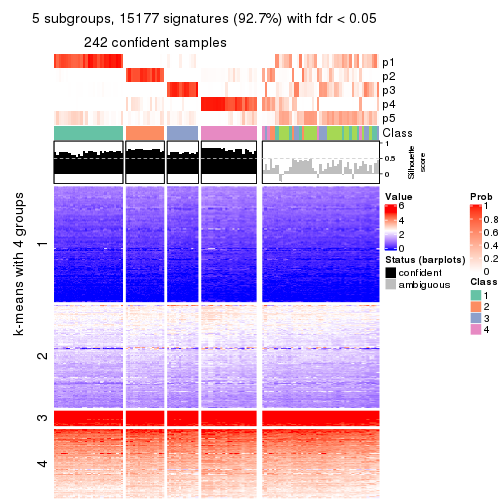 5 subgroups, 15177 signatures (92.7%) with fdr < 0.05
242 confident samples
p1
p2
p3
p4
p5
Class
1
0.5
0
Silhouette
score
k-means with 4 groups
1
2
3
4
Value
6
4
2
0
Status (barplots)
confident
ambiguous
Prob
1
0.8
0.6
0.4
0.2
0
Class
1
2
3
4